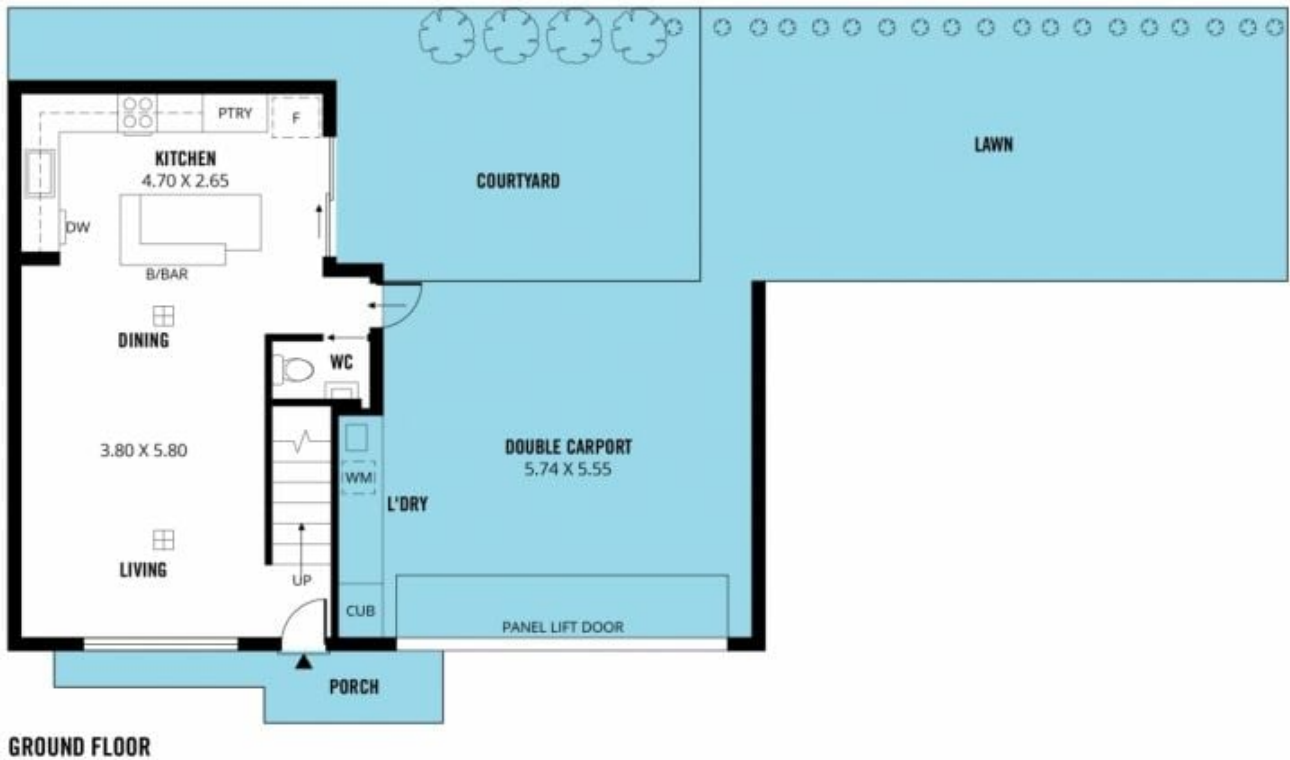 PTRY
F
KITCHEN
4.70 X 2.65
LAWN
COURTYARD
DW
B/BAR
DINING
WC
3.80 X 5.80
DOUBLE CARPORT
5.74 X 5.55
WM
L'DRY
LIVING
UP
CUB
PANEL LIFT DOOR
PORCH
GROUND FLOOR